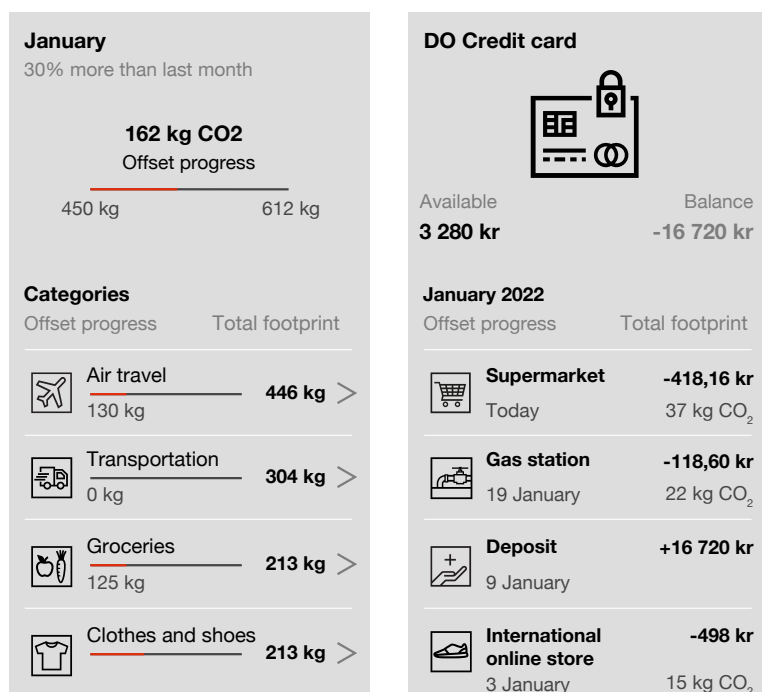 January
30% more than last month
162 kg CO2
Offset progress
450 kg 612 kg
Categories
Offset progress Total footprint
Air travel
446 kg >
130 kg
Transportation
304 kg >
0 kg
Groceries
213 kg >
125 kg
Clothes and shoes
213 kg >
DO Credit card
Available Balance
3 280 kr -16 720 kr
January 2022
Offset progress Total footprint
Supermarket -418,16 kr
Today 37 kg CO₂
Gas station -118,60 kr
19 January 22 kg CO₂
Deposit +16 720 kr
9 January
International -498 kr
online store
3 January 15 kg CO₂